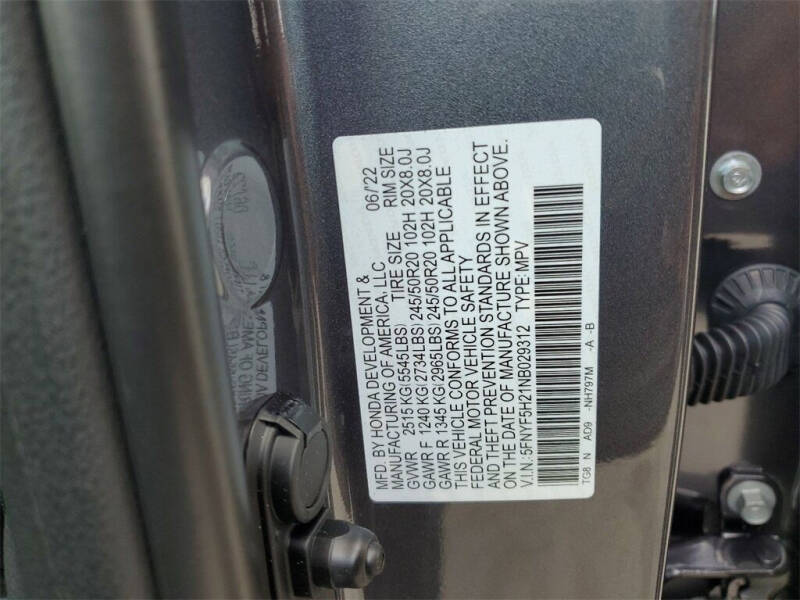 MFD. BY HONDA DEVELOPMENT & 06/'22
MANUFACTURING OF AMERICA, LLC
GVWR 2515 KG(5545LBS) TIRE SIZE RIM SIZE
GAWR F 1240 KG(2734LBS) 245/50R20 102H 20X8.0J
GAWR R 1345 KG(2965LBS) 245/50R20 102H 20X8.0J
THIS VEHICLE CONFORMS TO ALL APPLICABLE
FEDERAL MOTOR VEHICLE SAFETY
AND THEFT PREVENTION STANDARDS IN EFFECT
ON THE DATE OF MANUFACTURE SHOWN ABOVE.
V.I.N.:5FNYF5H21NB029312 TYPE: MPV
TG8 N AD9 -NH797M -A -B